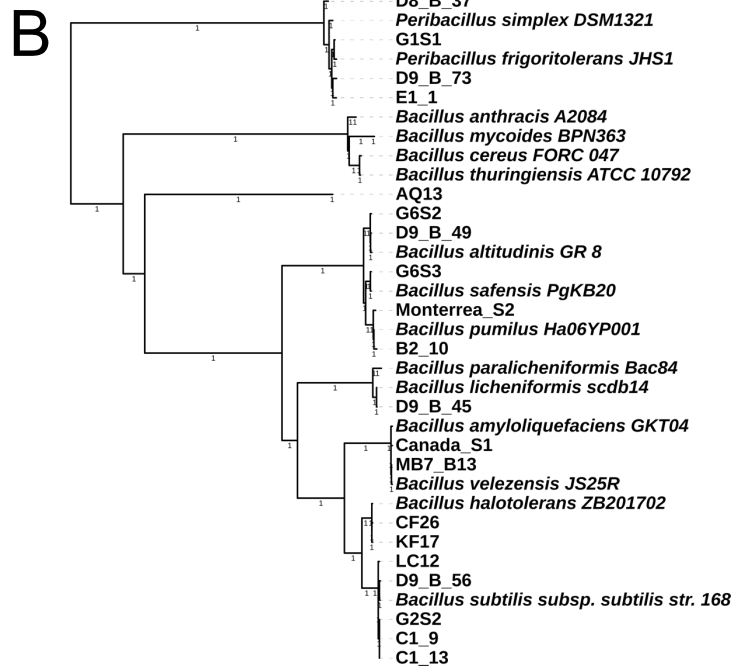 B
D8_B_37
Peribacillus simplex DSM1321
G1S1
Peribacillus frigoritolerans JHS1
D9_B_73
E1_1
Bacillus anthracis A2084
Bacillus mycoides BPN363
Bacillus cereus FORC 047
Bacillus thuringiensis ATCC 10792
AQ13
G6S2
D9_B_49
Bacillus altitudinis GR 8
G6S3
Bacillus safensis PgKB20
Monterrea_S2
Bacillus pumilus Ha06YP001
B2_10
Bacillus paralicheniformis Bac84
Bacillus licheniformis scdb14
D9_B_45
Bacillus amyloliquefaciens GKT04
Canada_S1
MB7_B13
Bacillus velezensis JS25R
Bacillus halotolerans ZB201702
CF26
KF17
LC12
D9_B_56
Bacillus subtilis subsp. subtilis str. 168
G2S2
C1_9
C1_13